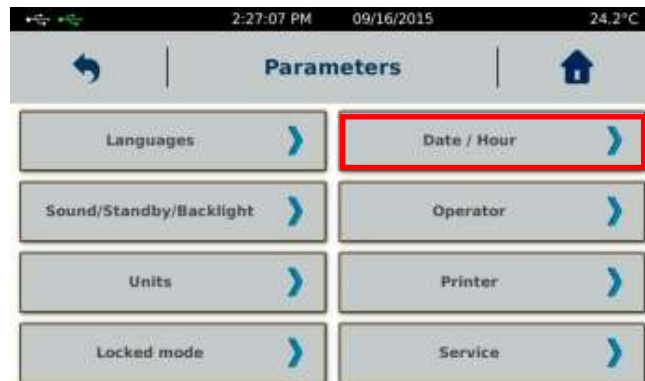 2:27:07 PM 09/16/2015 24.2°C
Parameters
Languages Date / Hour
Sound/Standby/Backlight Operator
Units Printer
Locked mode Service